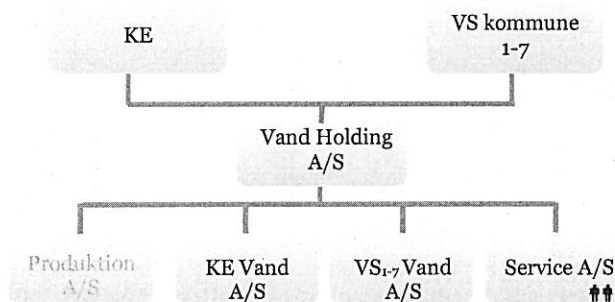 KE
VS kommune
1-7
Vand Holding
A/S
Produktion
A/S
KE Vand
A/S
VS1-7 Vand
A/S
Service A/S